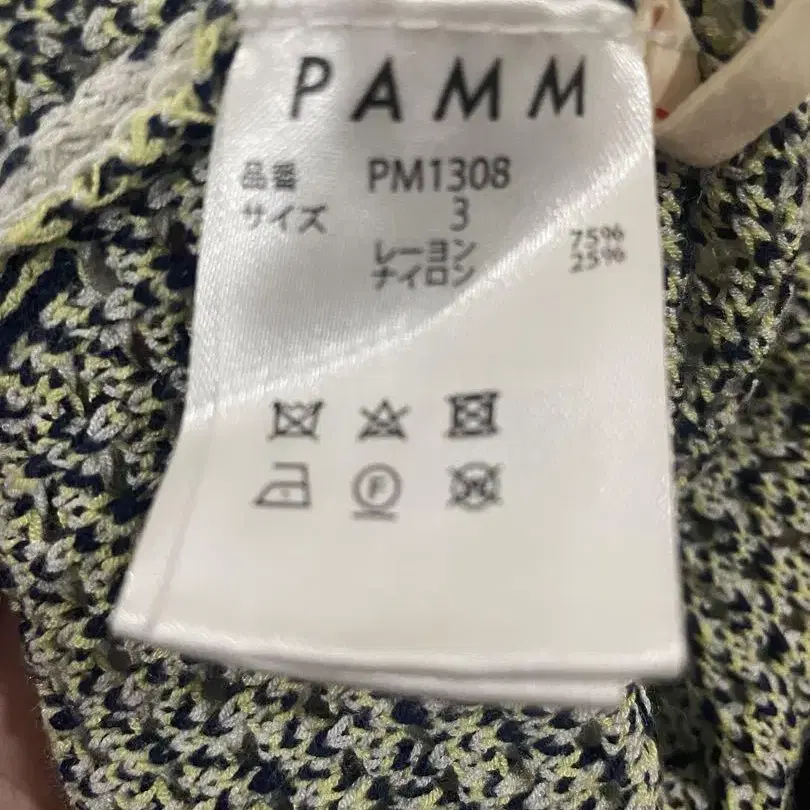 PAMM
品番 PM1308
サイズ 3
レーヨン 75%
ナイロン 25%
F